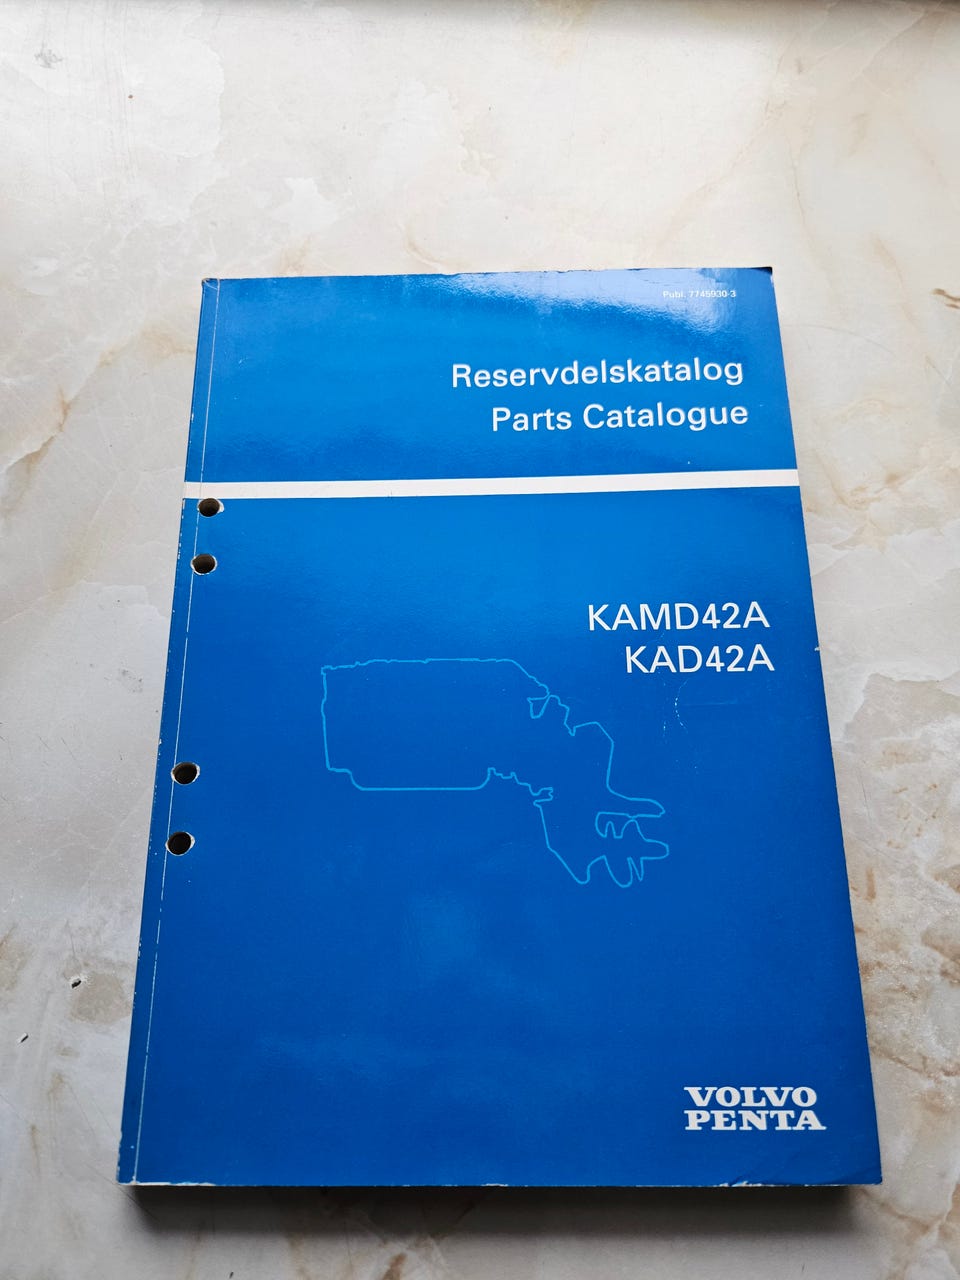 Publ. 7745930-3
Reservdelskatalog
Parts Catalogue
KAMD42A
KAD42A
VOLVO
PENTA